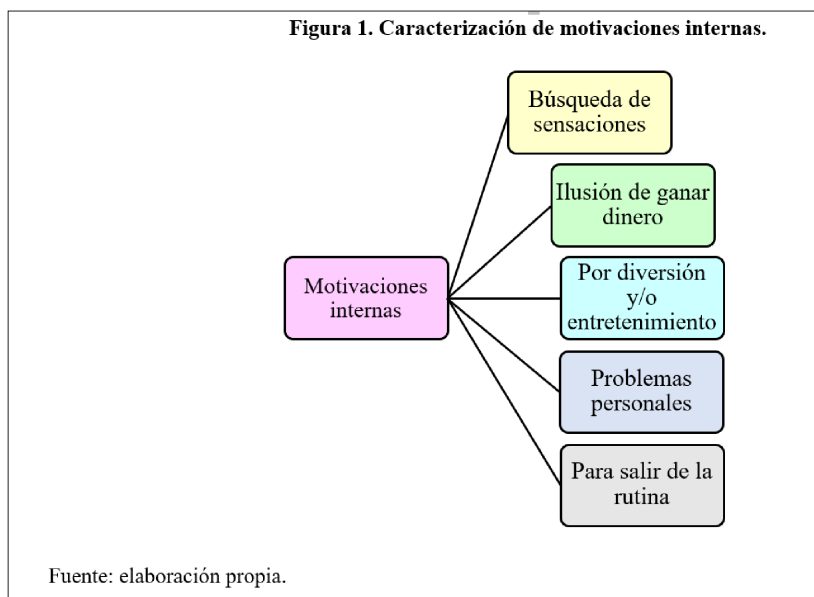 Figura 1. Caracterización de motivaciones internas.
Búsqueda de
sensaciones
Ilusión de ganar
dinero
Motivaciones
internas
Por diversión
y/o
entretenimiento
Problemas
personales
Para salir de la
rutina
Fuente: elaboración propia.